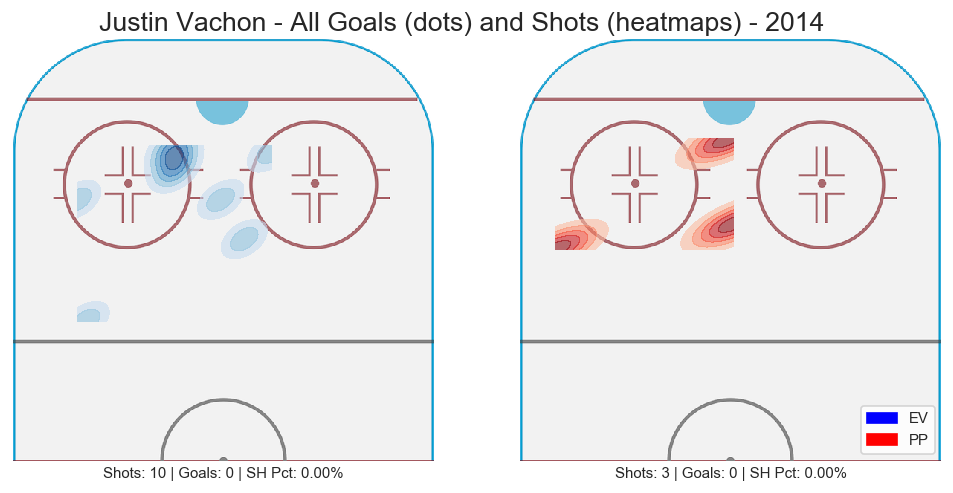 Justin Vachon - All Goals (dots) and Shots (heatmaps) - 2014
EV
PP
Shots: 10 | Goals: 0 | SH Pct: 0.00%
Shots: 3 | Goals: 0 | SH Pct: 0.00%